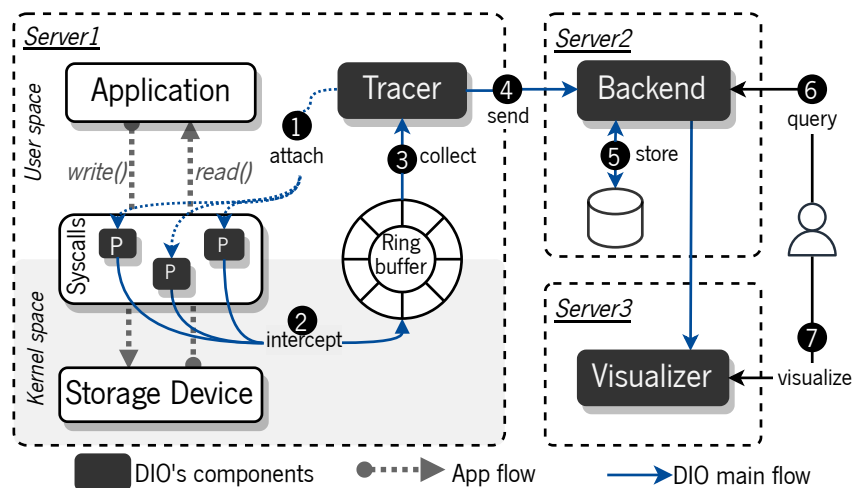 Server1
User space
Application
write()
read()
1
attach
Tracer
3
collect
4
send
Syscalls
P
P
P
Ring
buffer
2
intercept
Kernel space
Storage Device
Server2
Backend
5
store
6
query
Server3
Visualizer
7
visualize
DIO's components
App flow
DIO main flow